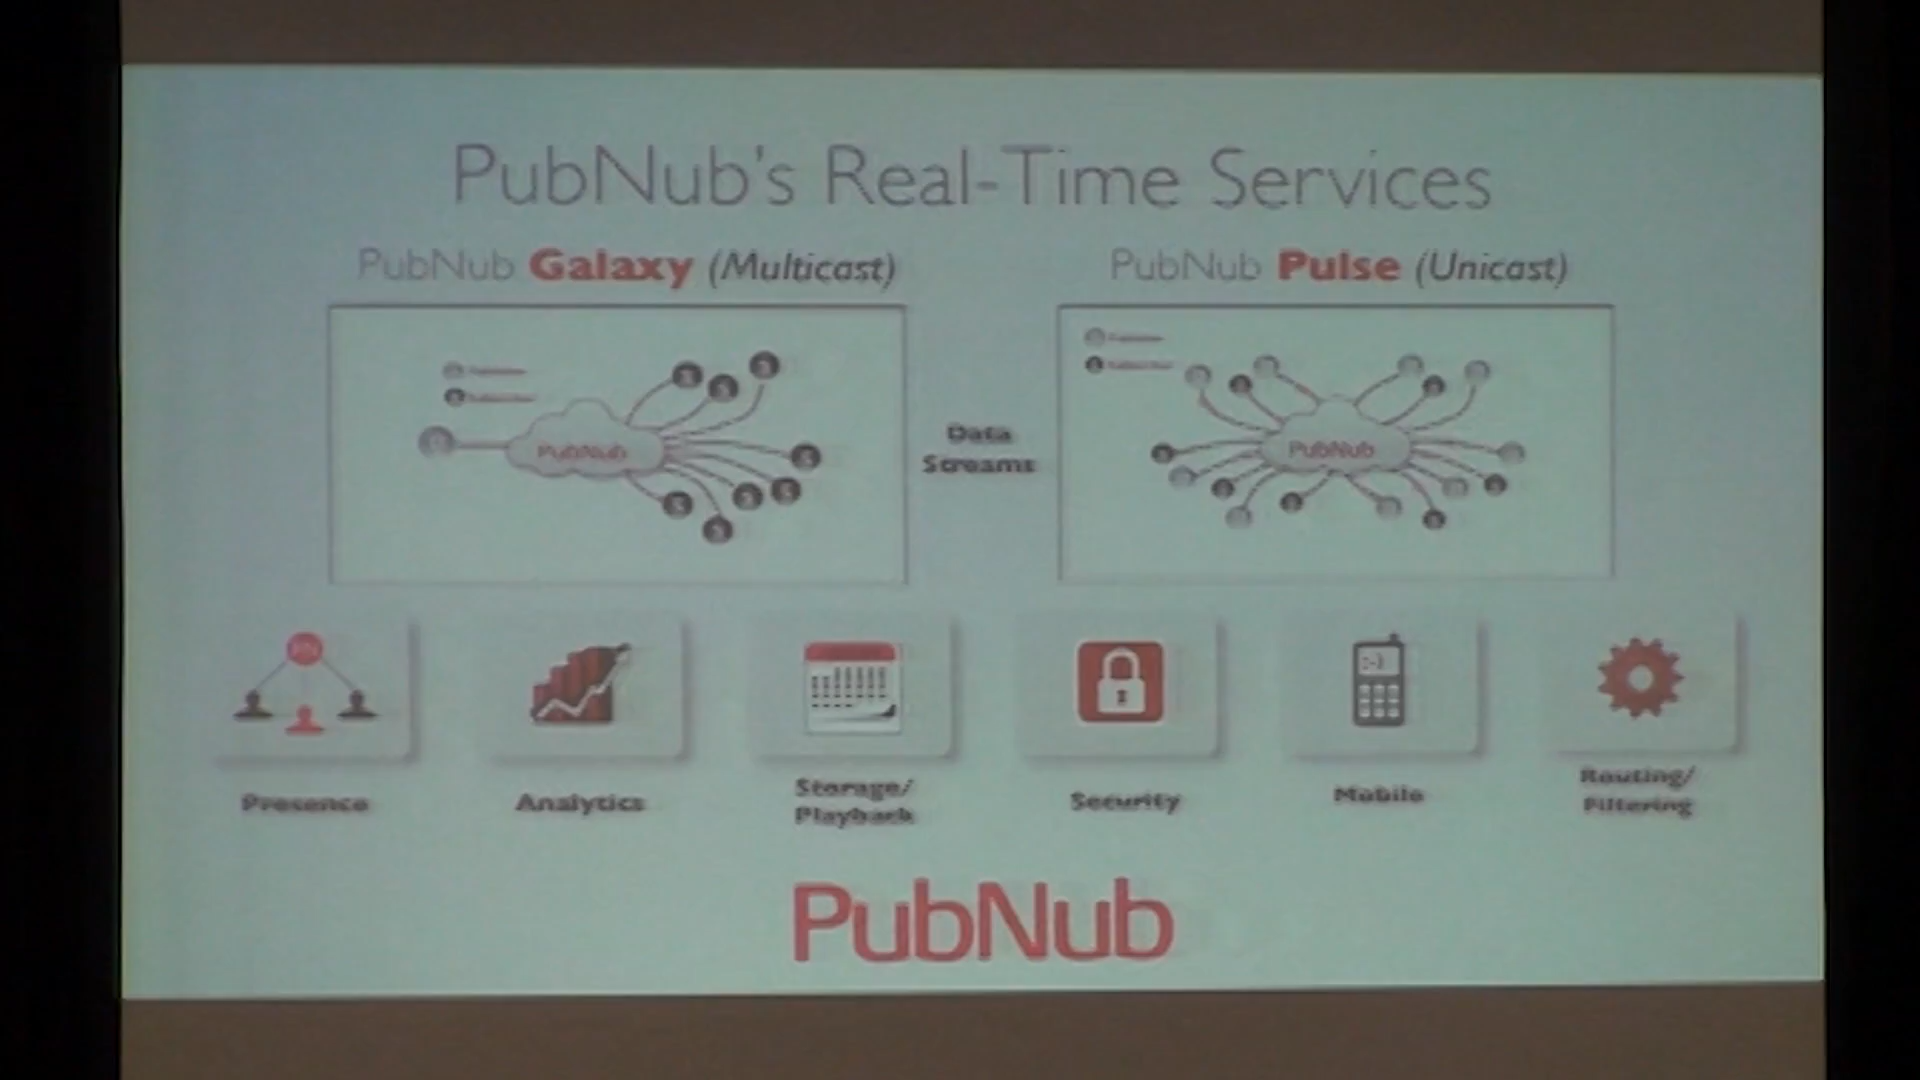 PubNub's Real-Time Services
PubNub Galaxy (Multicast)
PubNub Pulse (Unicast)
PubNub
Data
Streams
PubNub
Presence
Analytics
Storage/
Playback
Security
:-)
Mobile
Routing/
Filtering
PubNub